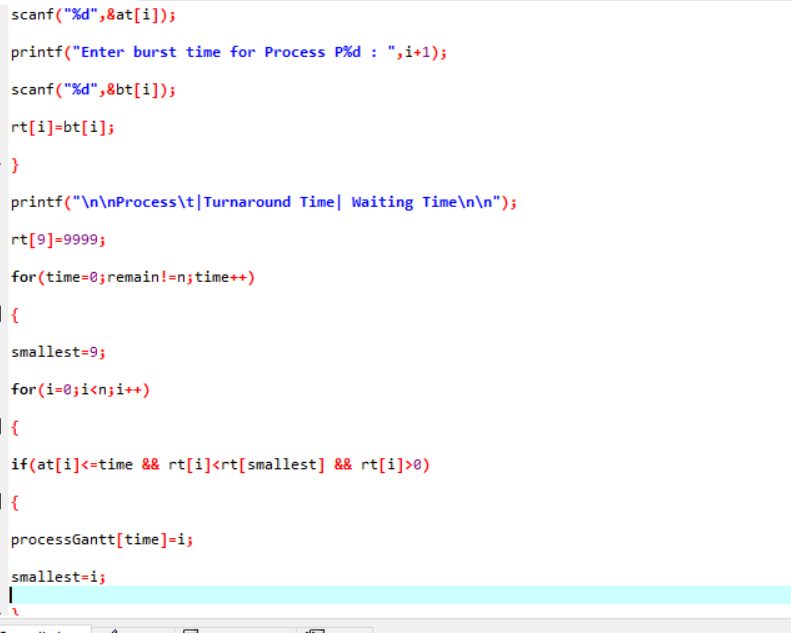 scanf("%d",&at[i]);
printf("Enter burst time for Process P%d : ",i+1);
scanf("%d",&bt[i]);
rt[i]=bt[i];
}
printf("\n\nProcess\t|Turnaround Time| Waiting Time\n\n");
rt[9]=9999;
for(time=0;remain!=n;time++)
{
smallest=9;
for(i=0;i<n;i++)
{
if(at[i]<=time && rt[i]<rt[smallest] && rt[i]>0)
{
processGantt[time]=i;
smallest=i;
}